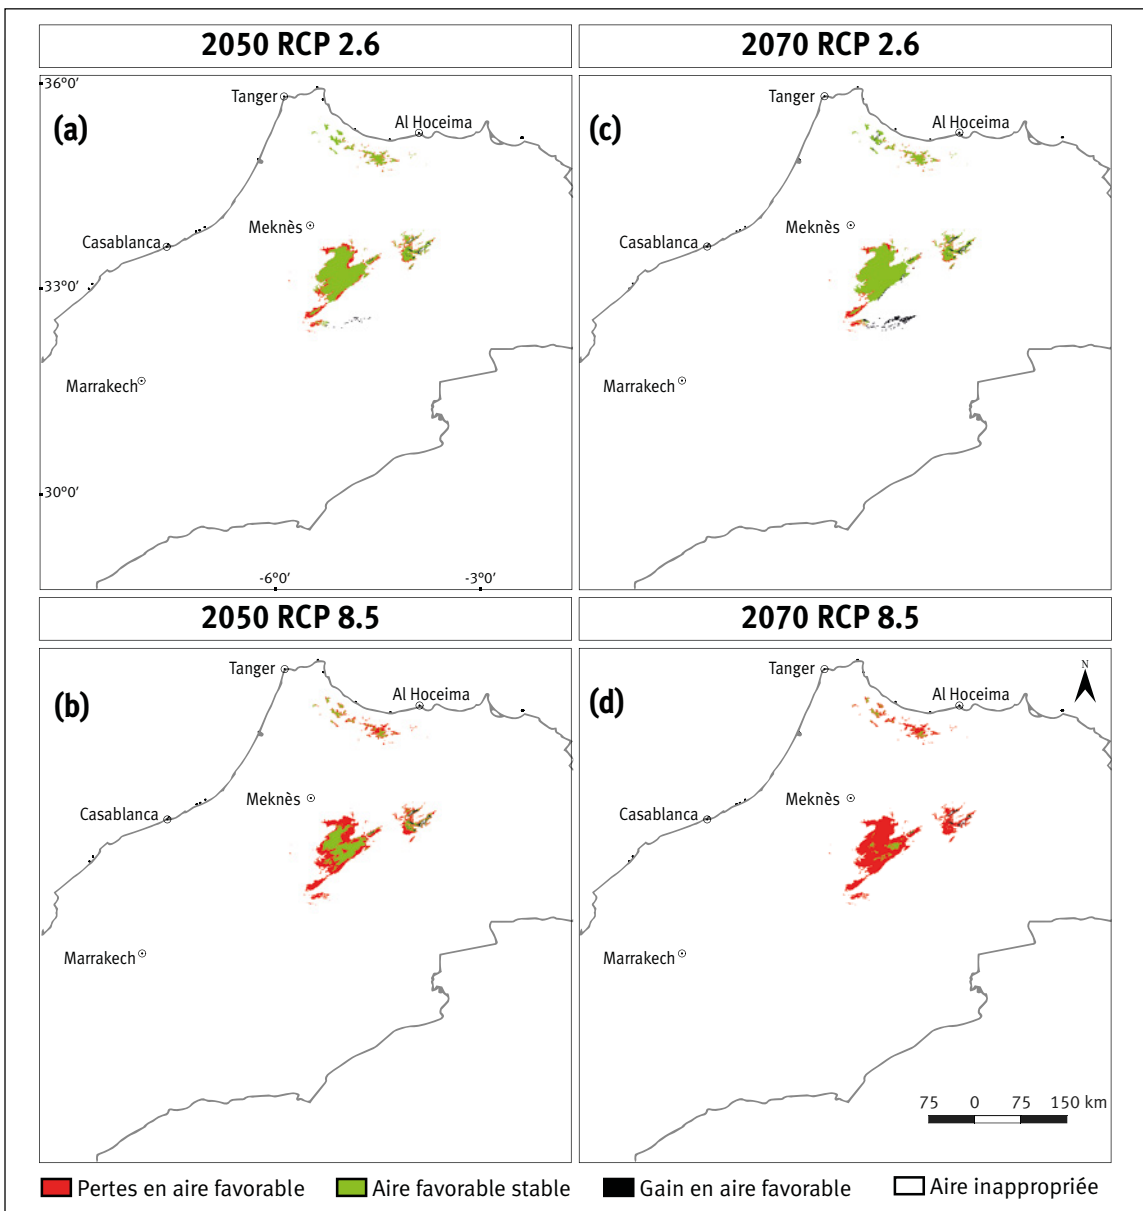 2050 RCP 2.6
2070 RCP 2.6
36°0'
33°0'
30°0'
-6°0'
-3°0'
(a)
Tanger
Al Hoceima
Meknès
Casablanca
Marrakech
(c)
Tanger
Al Hoceima
Meknès
Casablanca
Marrakech
2050 RCP 8.5
2070 RCP 8.5
(b)
Tanger
Al Hoceima
Meknès
Casablanca
Marrakech
(d)
Tanger
Al Hoceima
N
Meknès
Casablanca
Marrakech
75 0 75 150 km
Pertes en aire favorable Aire favorable stable Gain en aire favorable Aire inappropriée